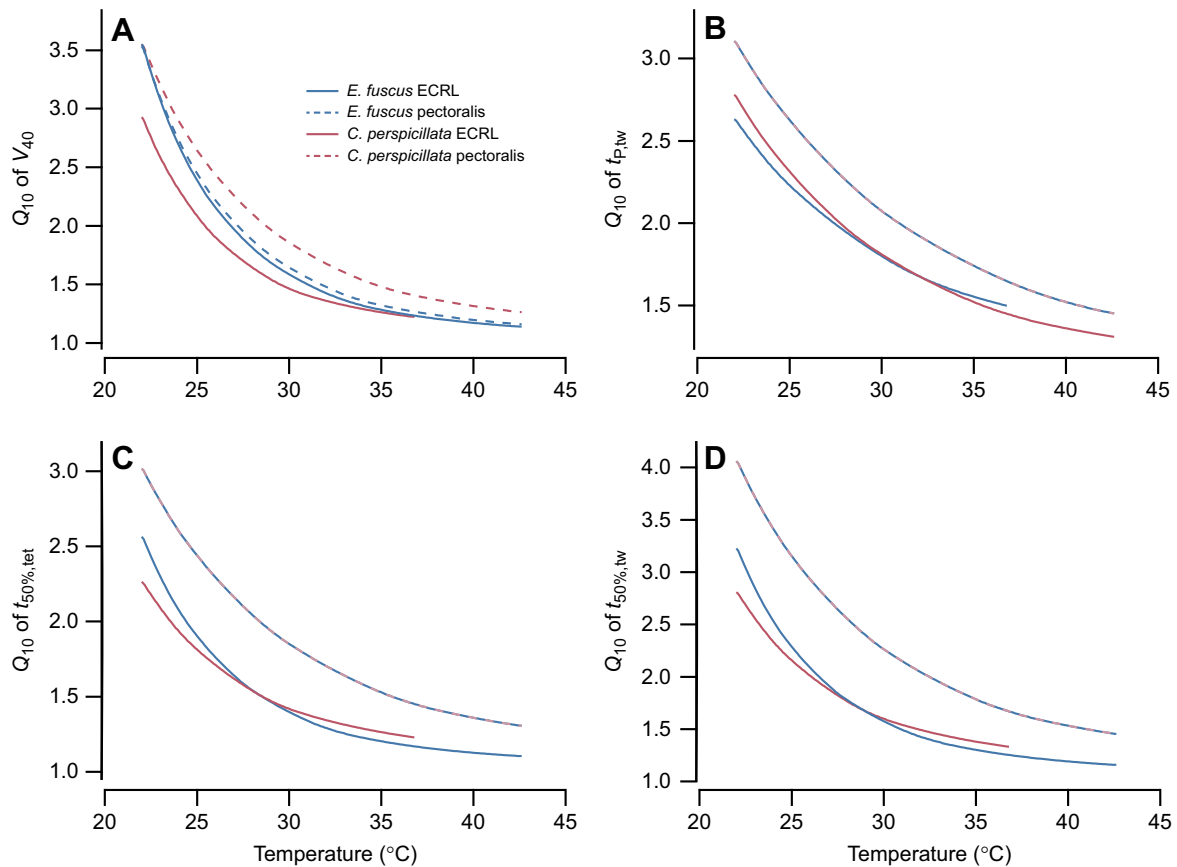 A
Q10 of V40
3.5
3.0
2.5
2.0
1.5
1.0
E. fuscus ECRL
E. fuscus pectoralis
C. perspicillata ECRL
C. perspicillata pectoralis
20 25 30 35 40 45
B
Q10 of tP,tw
3.0
2.5
2.0
1.5
20 25 30 35 40 45
C
Q10 of t50%,tet
3.0
2.5
2.0
1.5
1.0
20 25 30 35 40 45
Temperature (°C)
D
Q10 of t50%,tw
4.0
3.5
3.0
2.5
2.0
1.5
1.0
20 25 30 35 40 45
Temperature (°C)